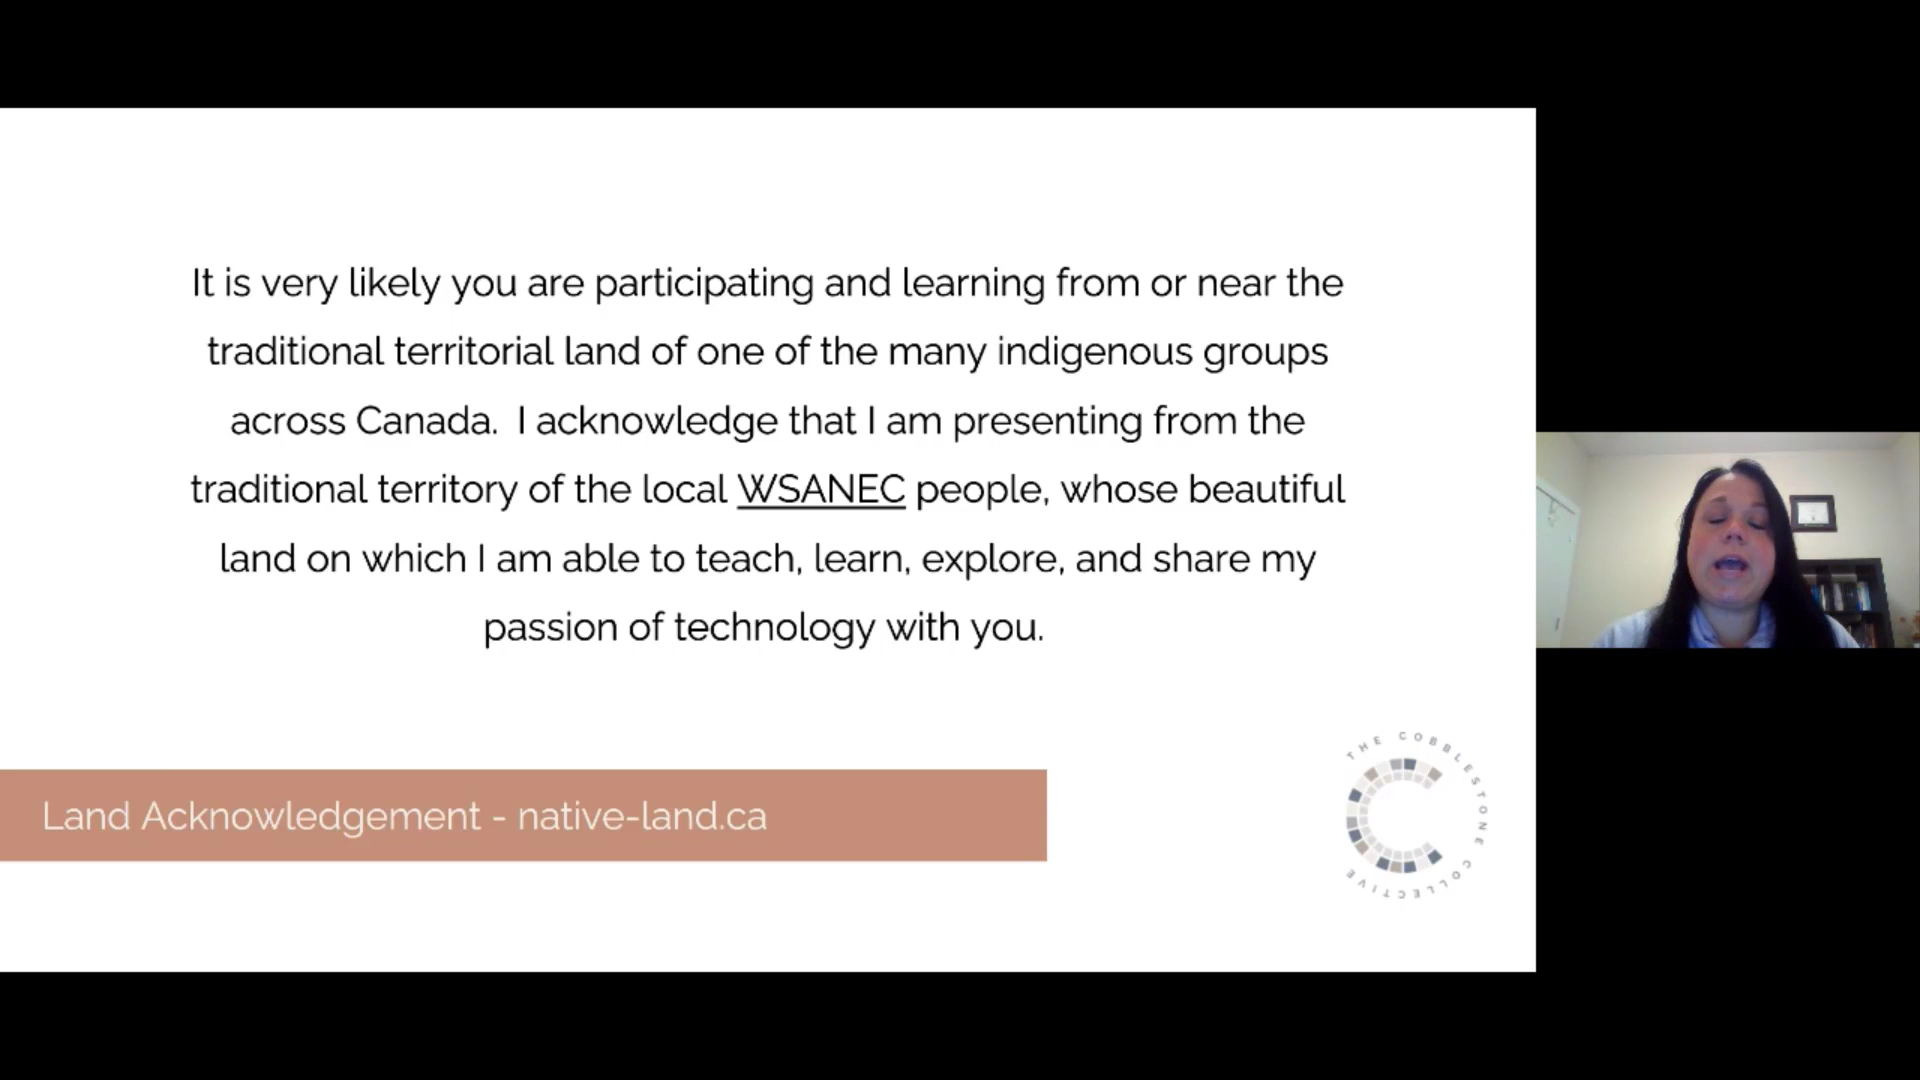 It is very likely you are participating and learning from or near the
traditional territorial land of one of the many indigenous groups
across Canada.  I acknowledge that I am presenting from the
traditional territory of the local WSANEC people, whose beautiful
land on which I am able to teach, learn, explore, and share my
passion of technology with you.
Land Acknowledgement - native-land.ca
THE COBBLESTONE COLLECTIVE